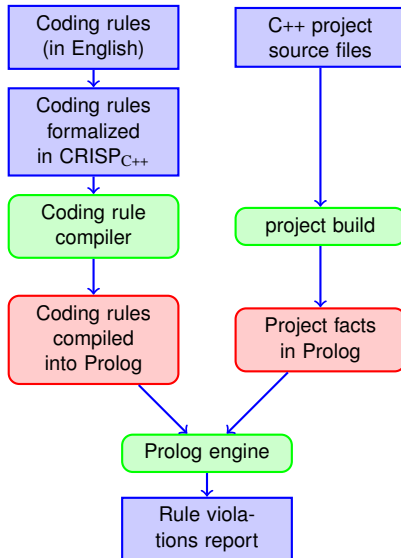 Coding rules
(in English)
C++ project
source files
Coding rules
formalized
in CRISPC++
Coding rule
compiler
project build
Coding rules
compiled
into Prolog
Project facts
in Prolog
Prolog engine
Rule viola-
tions report